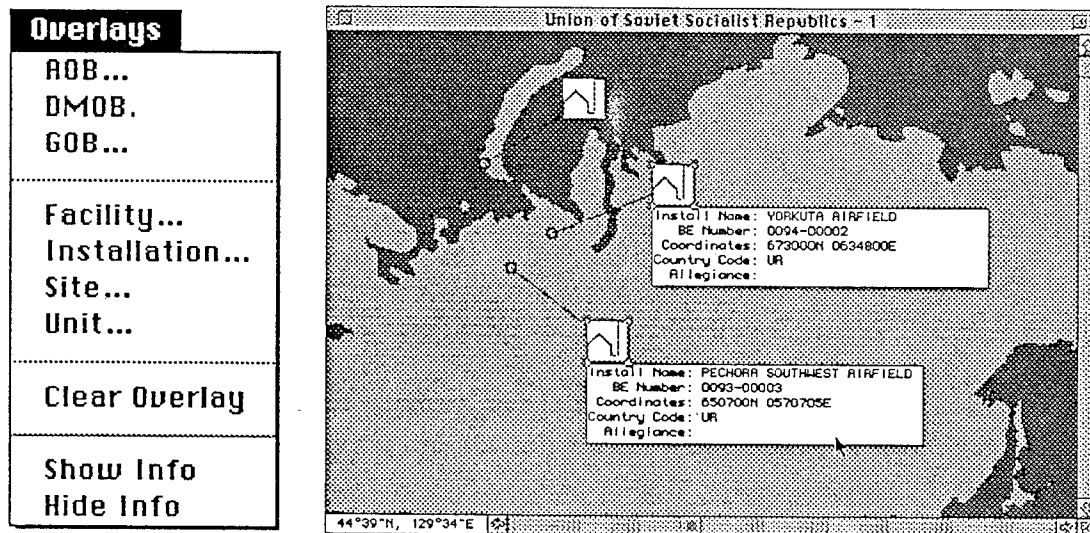 Overlays
AOB...
DMOB.
GOB...
Facility...
Installation...
Site...
Unit...
Clear Overlay
Show Info
Hide Info
Union of Soviet Socialist Republics - 1
Install Name: YORKUTA AIRFIELD
BE Number: 0094-00002
Coordinates: 673000N 0634800E
Country Code: UR
Allegiance:
Install Name: PECHORA SOUTHWEST AIRFIELD
BE Number: 0093-00003
Coordinates: 650700N 0570705E
Country Code: UR
Allegiance:
44°39"N, 129°34"E